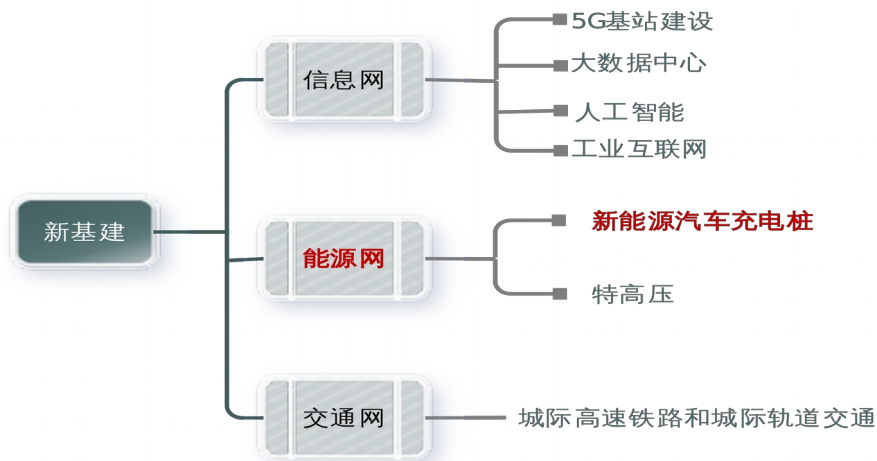 新基建
信息网
5G基站建设
大数据中心
人工智能
工业互联网
能源网
新能源汽车充电桩
特高压
交通网
城际高速铁路和城际轨道交通